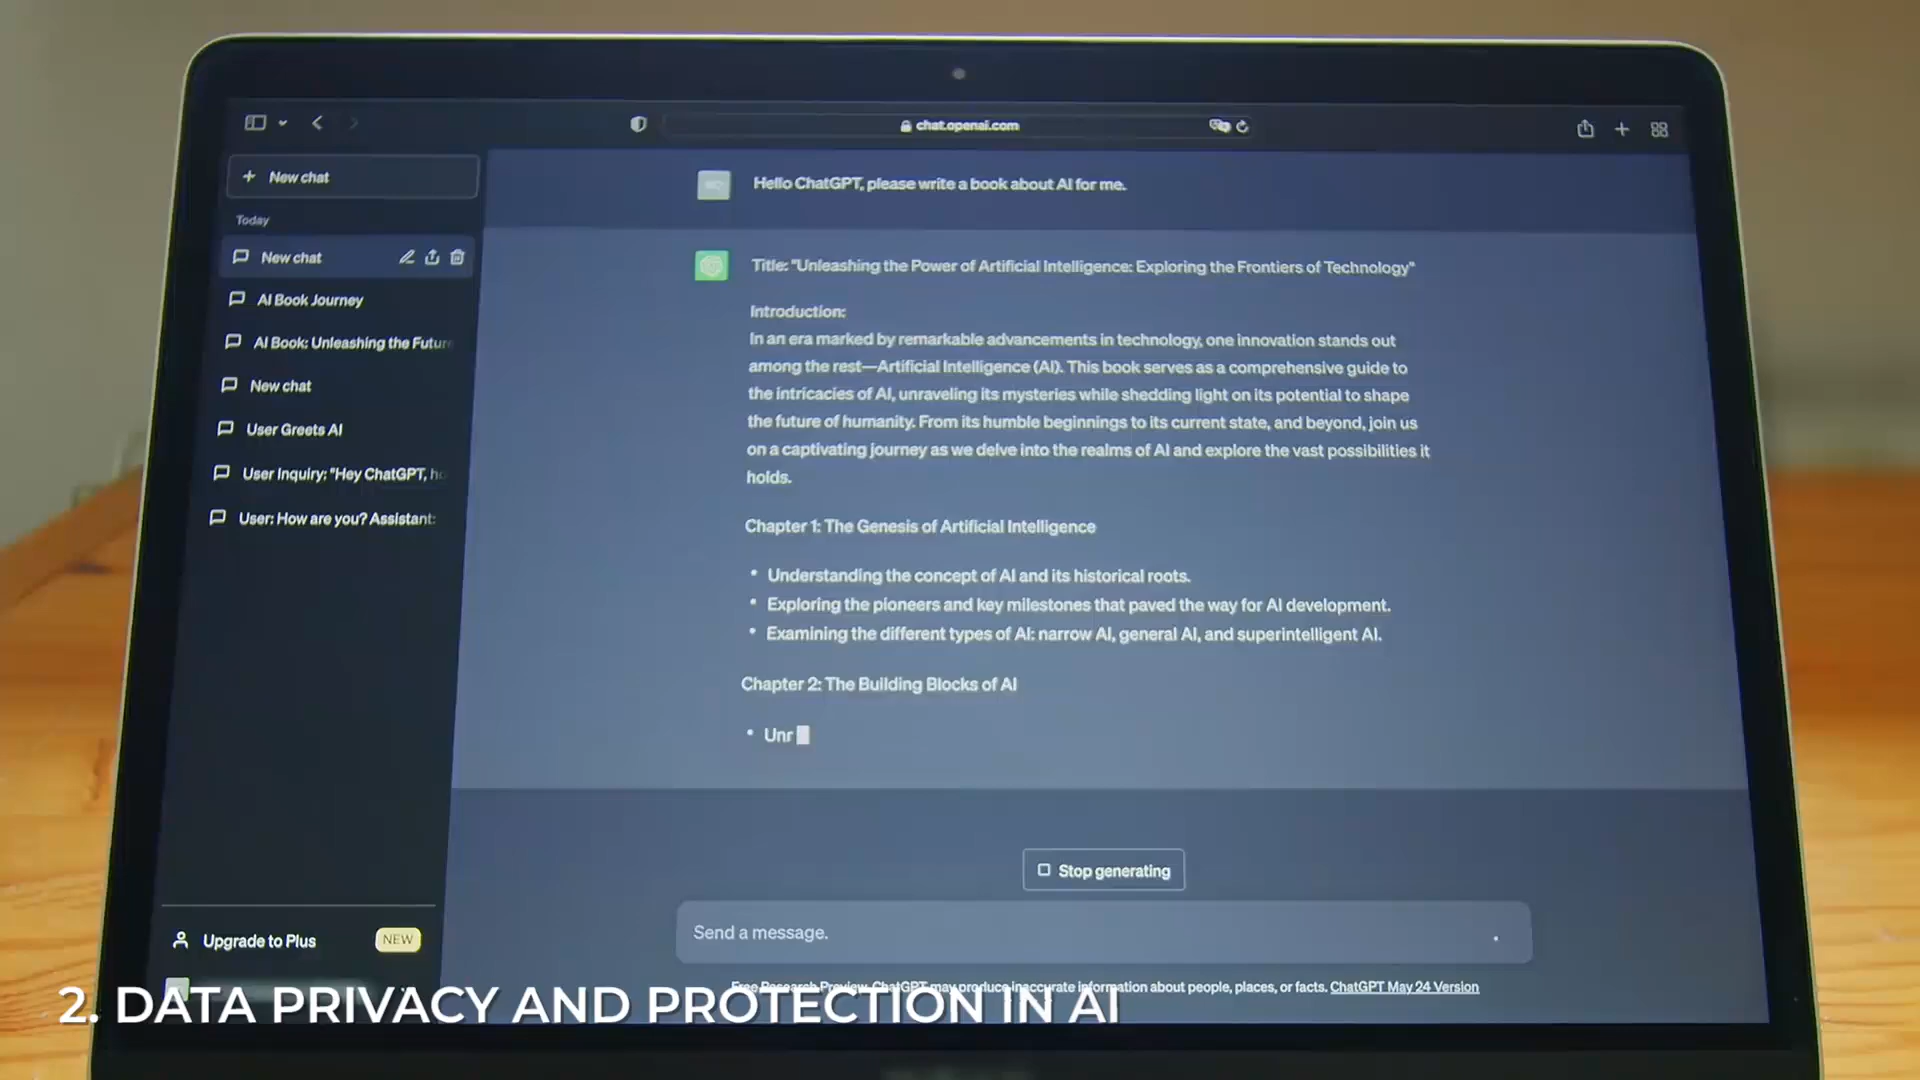 chat.openai.com
New chat
Today
New chat
AI Book Journey
AI Book: Unleashing the Futur
New chat
User Greets AI
User Inquiry: "Hey ChatGPT, ho
User: How are you? Assistant:
Upgrade to Plus
NEW
Hello ChatGPT, please write a book about AI for me.
Title: "Unleashing the Power of Artificial Intelligence: Exploring the Frontiers of Technology"
Introduction:
In an era marked by remarkable advancements in technology, one innovation stands out
among the rest—Artificial Intelligence (AI). This book serves as a comprehensive guide to
the intricacies of AI, unraveling its mysteries while shedding light on its potential to shape
the future of humanity. From its humble beginnings to its current state, and beyond, join us
on a captivating journey as we delve into the realms of AI and explore the vast possibilities it
holds.
Chapter 1: The Genesis of Artificial Intelligence
• Understanding the concept of AI and its historical roots.
• Exploring the pioneers and key milestones that paved the way for AI development.
• Examining the different types of AI: narrow AI, general AI, and superintelligent AI.
Chapter 2: The Building Blocks of AI
• Unr
Stop generating
Send a message.
Free Research Preview. ChatGPT may produce inaccurate information about people, places, or facts. ChatGPT May 24 Version
2. DATA PRIVACY AND PROTECTION IN AI